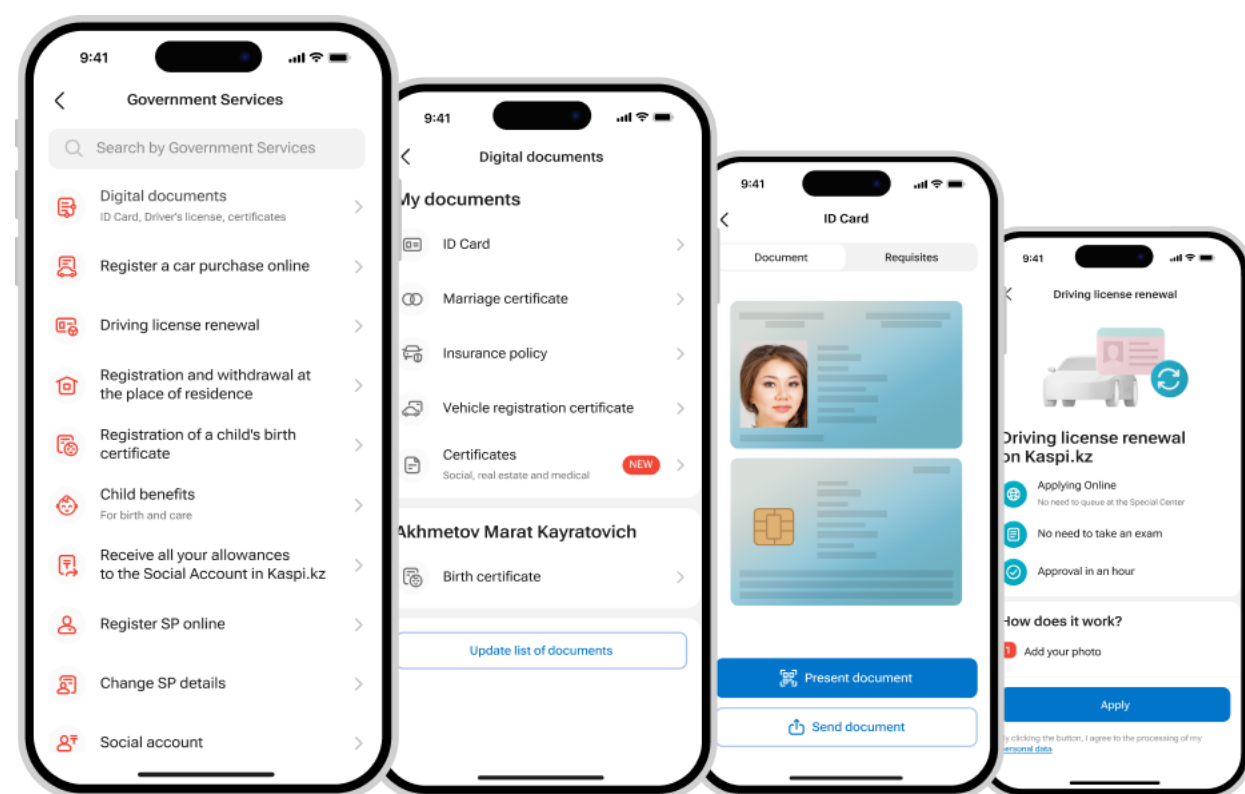 9:41
Government Services
Search by Government Services
Digital documents
ID Card, Driver's license, certificates
Register a car purchase online
Driving license renewal
Registration and withdrawal at
the place of residence
Registration of a child's birth
certificate
Child benefits
For birth and care
Receive all your allowances
to the Social Account in Kaspi.kz
Register SP online
Change SP details
Social account
9:41
Digital documents
My documents
ID Card
Marriage certificate
Insurance policy
Vehicle registration certificate
Certificates
Social, real estate and medical
NEW
Akhmetov Marat Kayratovich
Birth certificate
Update list of documents
9:41
ID Card
Document
Requisites
Present document
Send document
9:41
Driving license renewal
Driving license renewal
on Kaspi.kz
Applying Online
No need to queue at the Special Center
No need to take an exam
Approval in an hour
How does it work?
1 Add your photo
Apply
By clicking the button, I agree to the processing of my
personal data